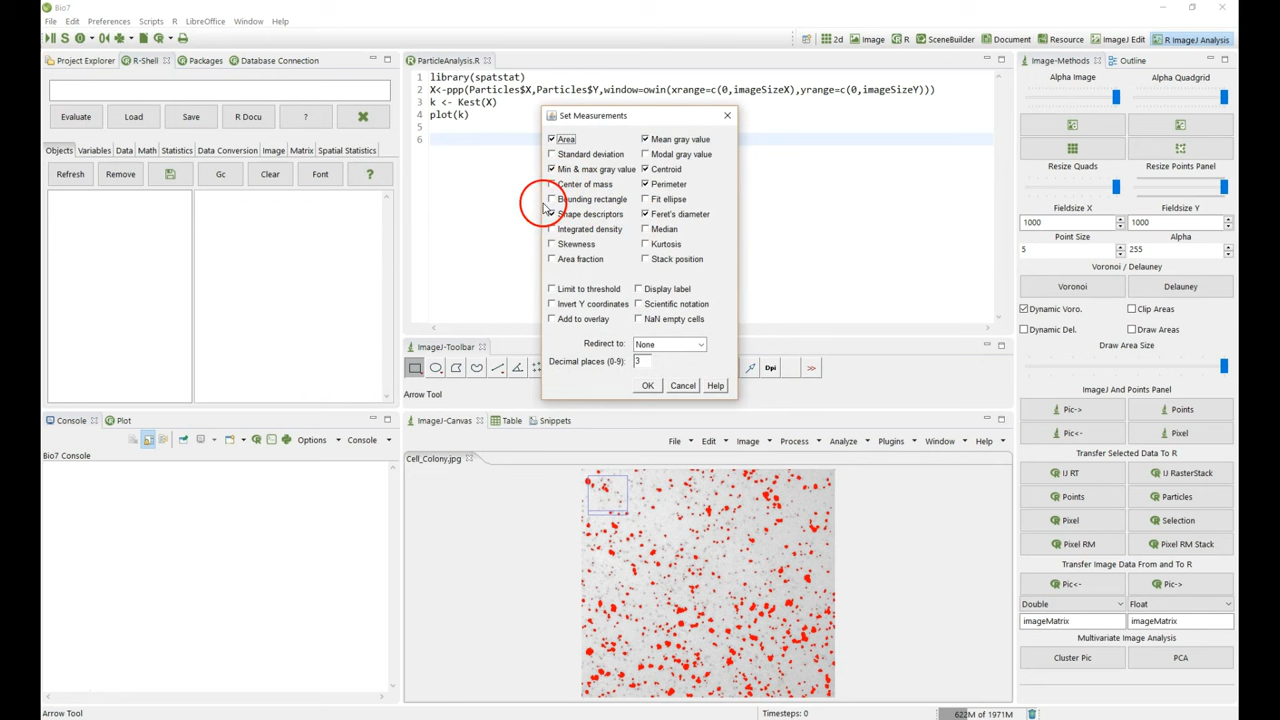 Bio7
File Edit Preferences Scripts R LibreOffice Window Help
2d Image R SceneBuilder Document Resource ImageJ Edit R ImageJ Analysis
Project Explorer R-Shell Packages Database Connection
Evaluate Load Save R Docu ?
Objects Variables Math Statistics Data Conversion Image Matrix Spatial Statistics
Refresh Remove Gc Clear Font ?
ParticleAnalysis.R
1 library(spatstat)
2 X<-ppp(Particles$X,Particles$Y,window=owin(xrange=c(0,imageSizeX),yrange=c(0,imageSizeY)))
3 k <- Kest(X)
4 plot(k)
6
Set Measurements
Area Mean gray value
Standard deviation Modal gray value
Min & max gray value Centroid
Center of mass Perimeter
Bounding rectangle Fit ellipse
Shape descriptors Feret's diameter
Integrated density Median
Skewness Kurtosis
Area fraction Stack position
Limit to threshold Display label
Invert Y coordinates Scientific notation
Add to overlay NaN empty cells
Redirect to: None
Decimal places (0-9): 3
OK Cancel Help
ImageJ-Toolbar
Dpi >>
Arrow Tool
Console Plot
Options Console
Bio7 Console
ImageJ-Canvas Table Snippets
File Edit Image Process Analyze Plugins Window Help
Cell_Colony.jpg
Image-Methods Outline
Alpha Image Alpha Quadgrid
Resize Quads Resize Points Panel
Fieldsize X Fieldsize Y
1000 1000
Point Size Alpha
5 255
Voronoi / Delauney
Voronoi Delauney
Dynamic Voro. Clip Areas
Dynamic Del. Draw Areas
Draw Area Size
ImageJ And Points Panel
Pic-> Points
Pic<- Pixel
Transfer Selected Data To R
IJ RT IJ RasterStack
Points Particles
Pixel Selection
Pixel RM Pixel RM Stack
Transfer Image Data From and To R
Pic<- Pic->
Double Float
imageMatrix imageMatrix
Multivariate Image Analysis
Cluster Pic PCA
Arrow Tool Timesteps: 0 622M of 1971M